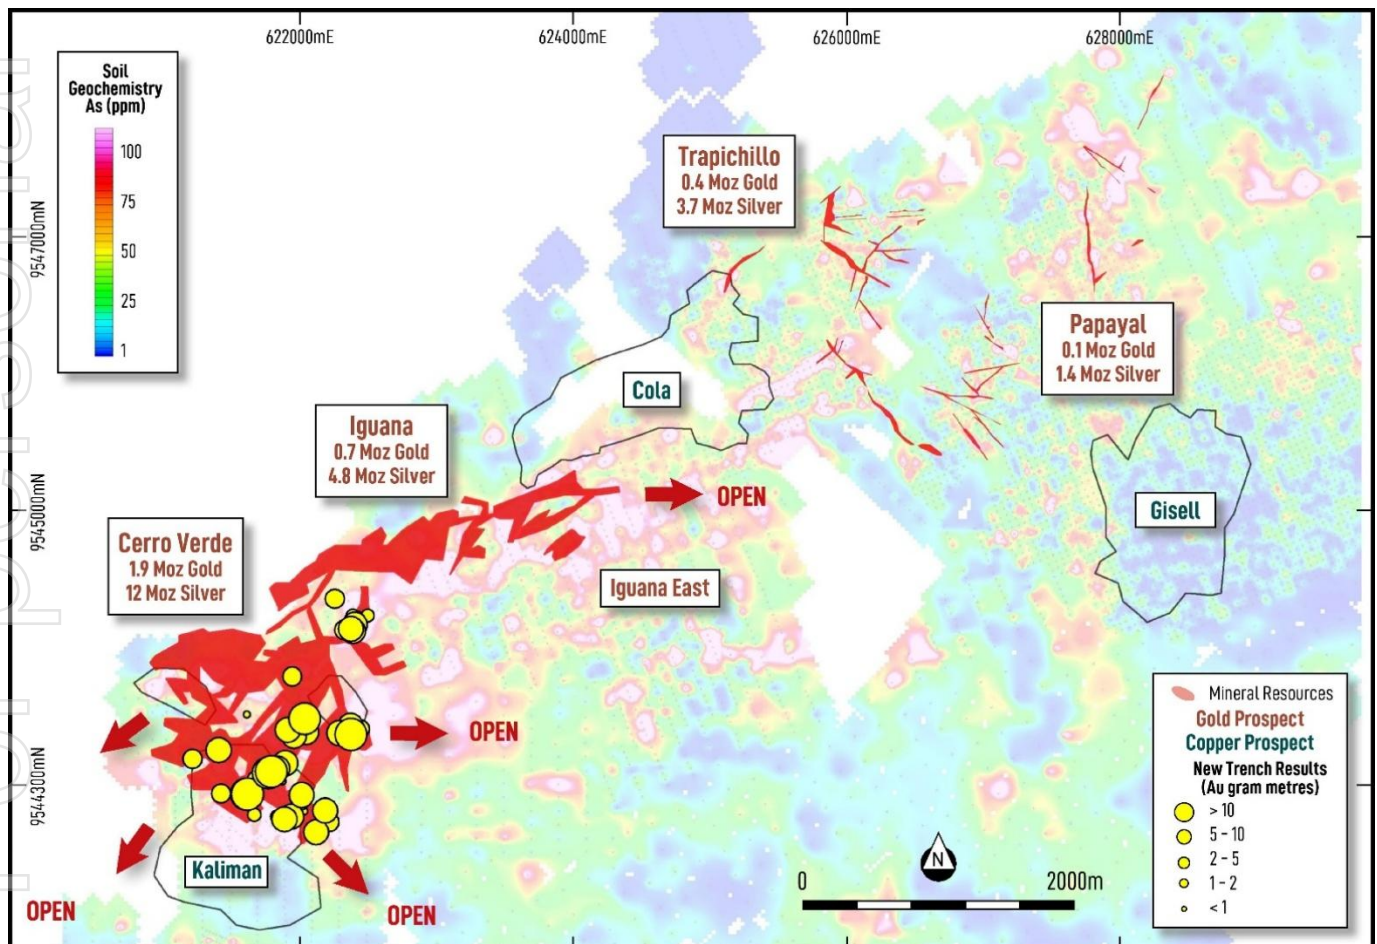 622000mE
624000mE
626000mE
628000mE
Soil
Geochemistry
As (ppm)
100
75
50
25
1
9547000mN
9545000mN
9544300mN
Trapichillo
0.4 Moz Gold
3.7 Moz Silver
Papayal
0.1 Moz Gold
1.4 Moz Silver
Cola
Iguana
0.7 Moz Gold
4.8 Moz Silver
OPEN
Gisell
Cerro Verde
1.9 Moz Gold
12 Moz Silver
Iguana East
OPEN
Kaliman
OPEN
OPEN
N
0
2000m
Mineral Resources
Gold Prospect
Copper Prospect
New Trench Results
(Au gram metres)
> 10
5 - 10
2 - 5
1 - 2
< 1